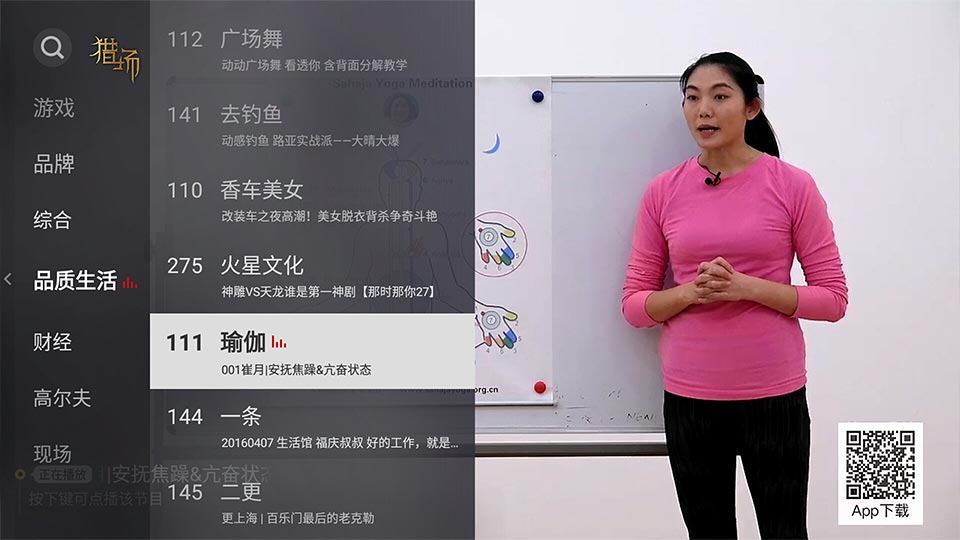 猎场
游戏
品牌
综合
品质生活
财经
高尔夫
现场
正在播放 |安抚焦躁&亢奋状态
按下键可点播该节目
112 广场舞
动动广场舞 看透你 含背面分解教学
141 去钓鱼
动感钓鱼 路亚实战派——大晴大爆
110 香车美女
改装车之夜高潮！美女脱衣背杀争奇斗艳
275 火星文化
神雕VS天龙谁是第一神剧【那时那你27】
111 瑜伽
001崔月|安抚焦躁&亢奋状态
144 一条
20160407 生活馆 福庆叔叔 好的工作，就是...
145 二更
更上海 | 百乐门最后的老克勒
Sahaja Yoga Meditation
App下载